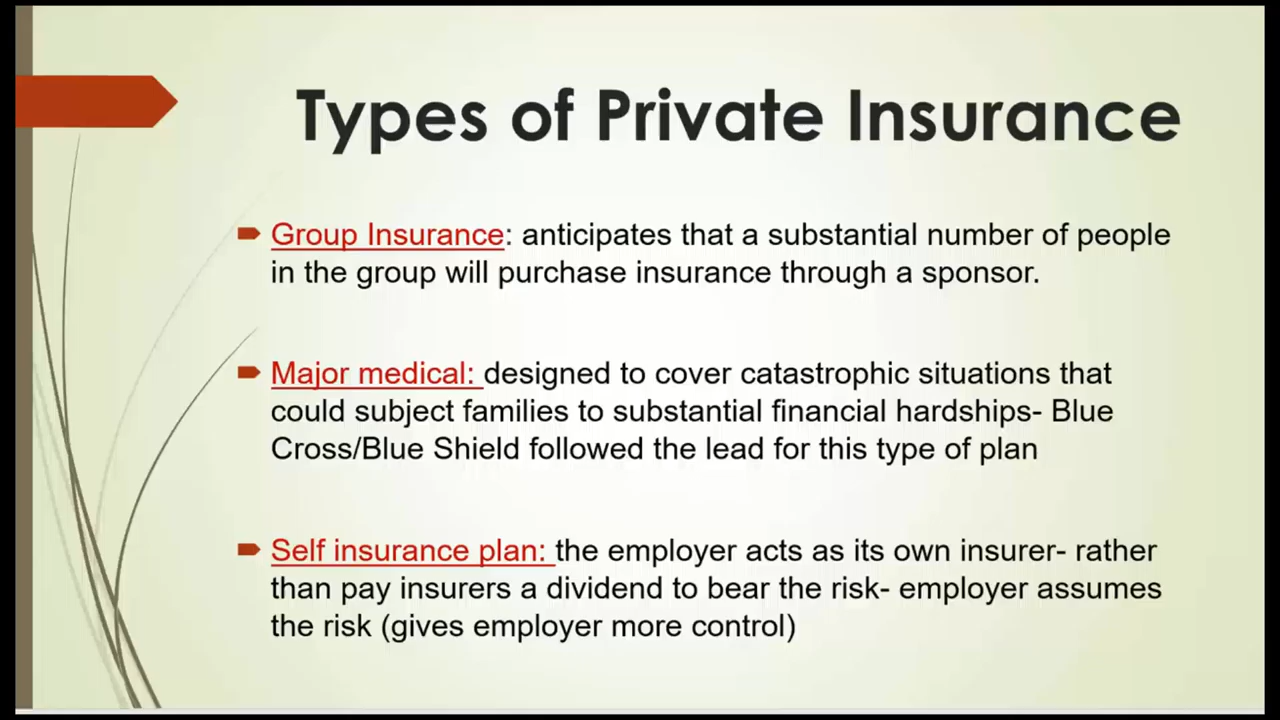 Types of Private Insurance
Group Insurance: anticipates that a substantial number of people
in the group will purchase insurance through a sponsor.
Major medical: designed to cover catastrophic situations that
could subject families to substantial financial hardships- Blue
Cross/Blue Shield followed the lead for this type of plan
Self insurance plan: the employer acts as its own insurer- rather
than pay insurers a dividend to bear the risk- employer assumes
the risk (gives employer more control)